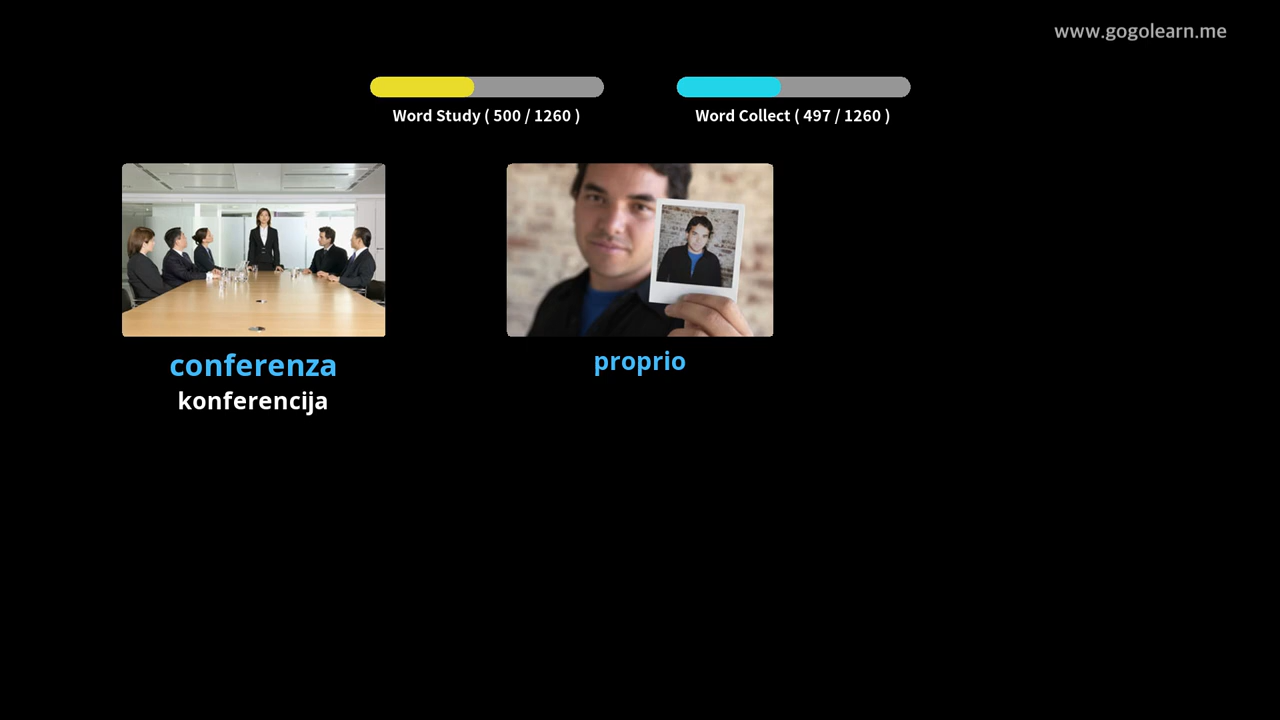 www.gogolearn.me
Word Study ( 500 / 1260 )
Word Collect ( 497 / 1260 )
conferenza
konferencija
proprio